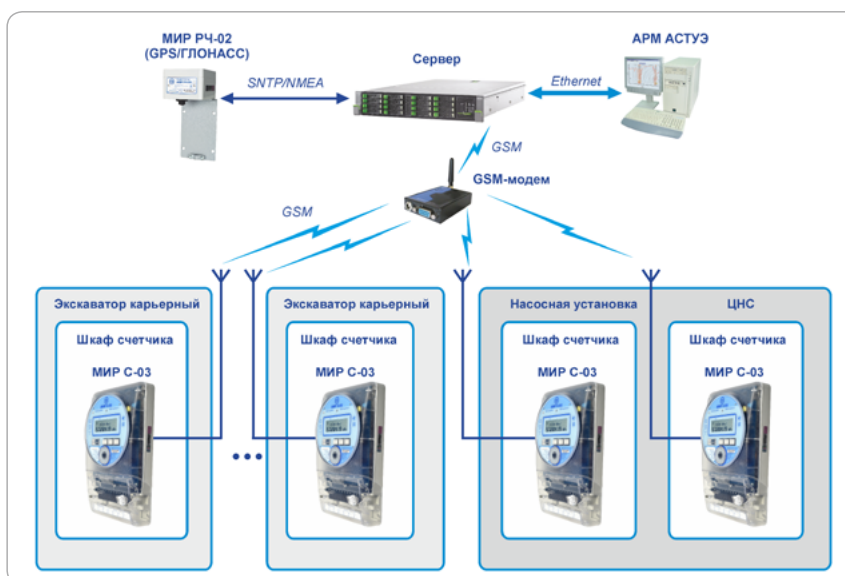 МИР РЧ-02
(GPS/ГЛОНАСС)
SNTP/NMEA
Сервер
Ethernet
АРМ АСТУЭ
GSM
GSM-модем
GSM
Экскаватор карьерный
Экскаватор карьерный
Насосная установка
ЦНС
Шкаф счетчика
Шкаф счетчика
Шкаф счетчика
Шкаф счетчика
МИР С-03
МИР С-03
МИР С-03
МИР С-03
...